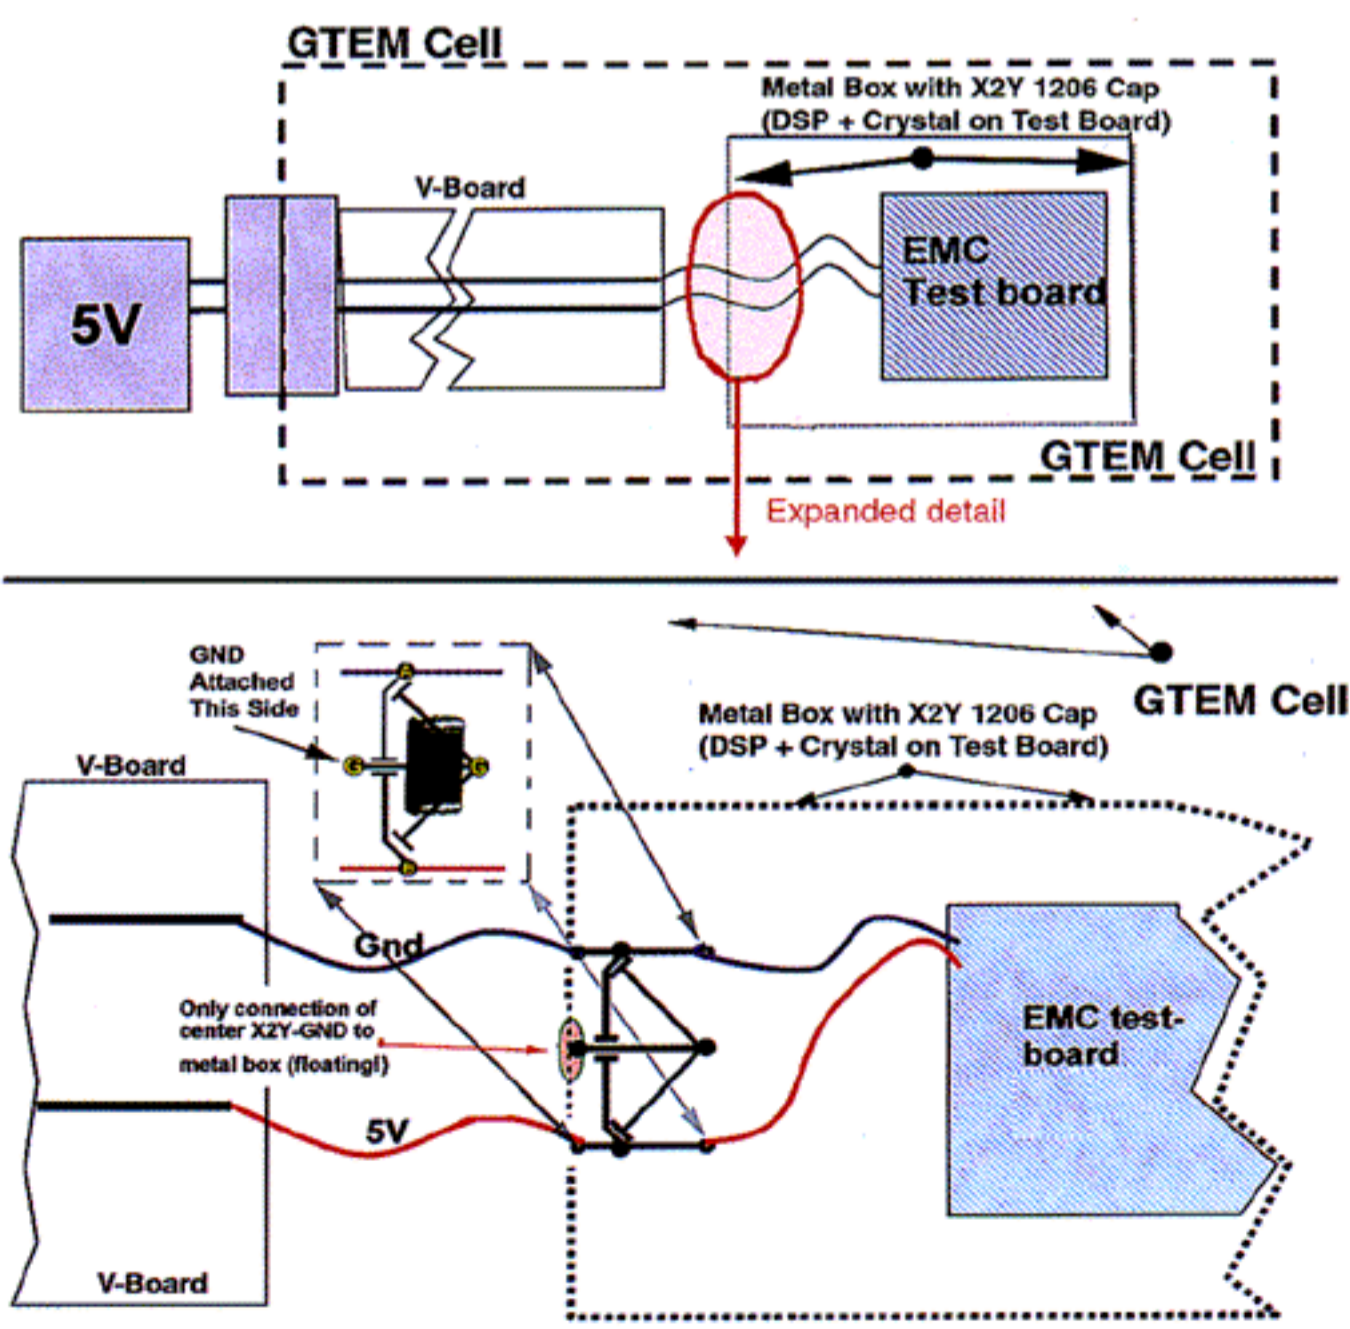 GTEM Cell
Metal Box with X2Y 1206 Cap
(DSP + Crystal on Test Board)
V-Board
5V
EMC
Test board
GTEM Cell
Expanded detail
GND
Attached
This Side
GTEM Cell
Metal Box with X2Y 1206 Cap
(DSP + Crystal on Test Board)
V-Board
G
G
G
G
Gnd
Only connection of
center X2Y-GND to
metal box (floatingl)
EMC test-
board
5V
V-Board